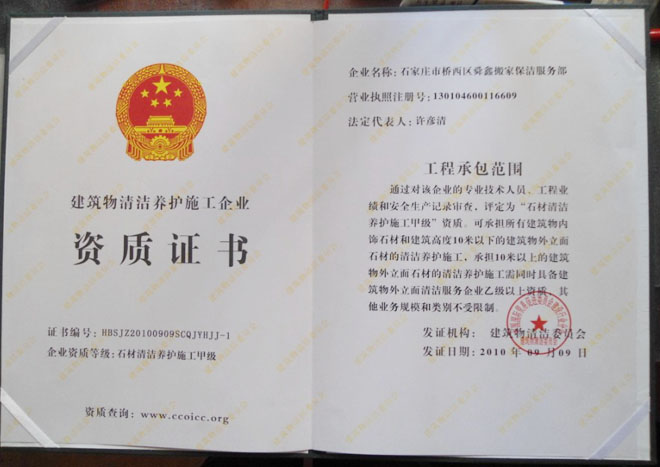 建筑物清洁养护施工企业
资质证书
证书编号：HBSJZ20100909SCQJYHJJ-1
企业资质等级：石材清洁养护施工甲级
资质查询：www.ccoicc.org
企业名称：石家庄市桥西区舜鑫搬家保洁服务部
营业执照注册号：130104600116609
法定代表人：许彦清
工程承包范围
通过对该企业的专业技术人员、工程业
绩和安全生产记录审查，评定为“石材清洁
养护施工甲级”资质。可承担所有建筑物内
饰石材和建筑高度10米以下的建筑物外立面
石材的清洁养护施工，承担10米以上的建筑
物外立面石材的清洁养护施工需同时具备建
筑物外立面清洁服务企业乙级以上资质。其
他业务规模和类别不受限制。
发证机构：建筑物清洁委员会
发证日期：2010 年 09 月 09 日